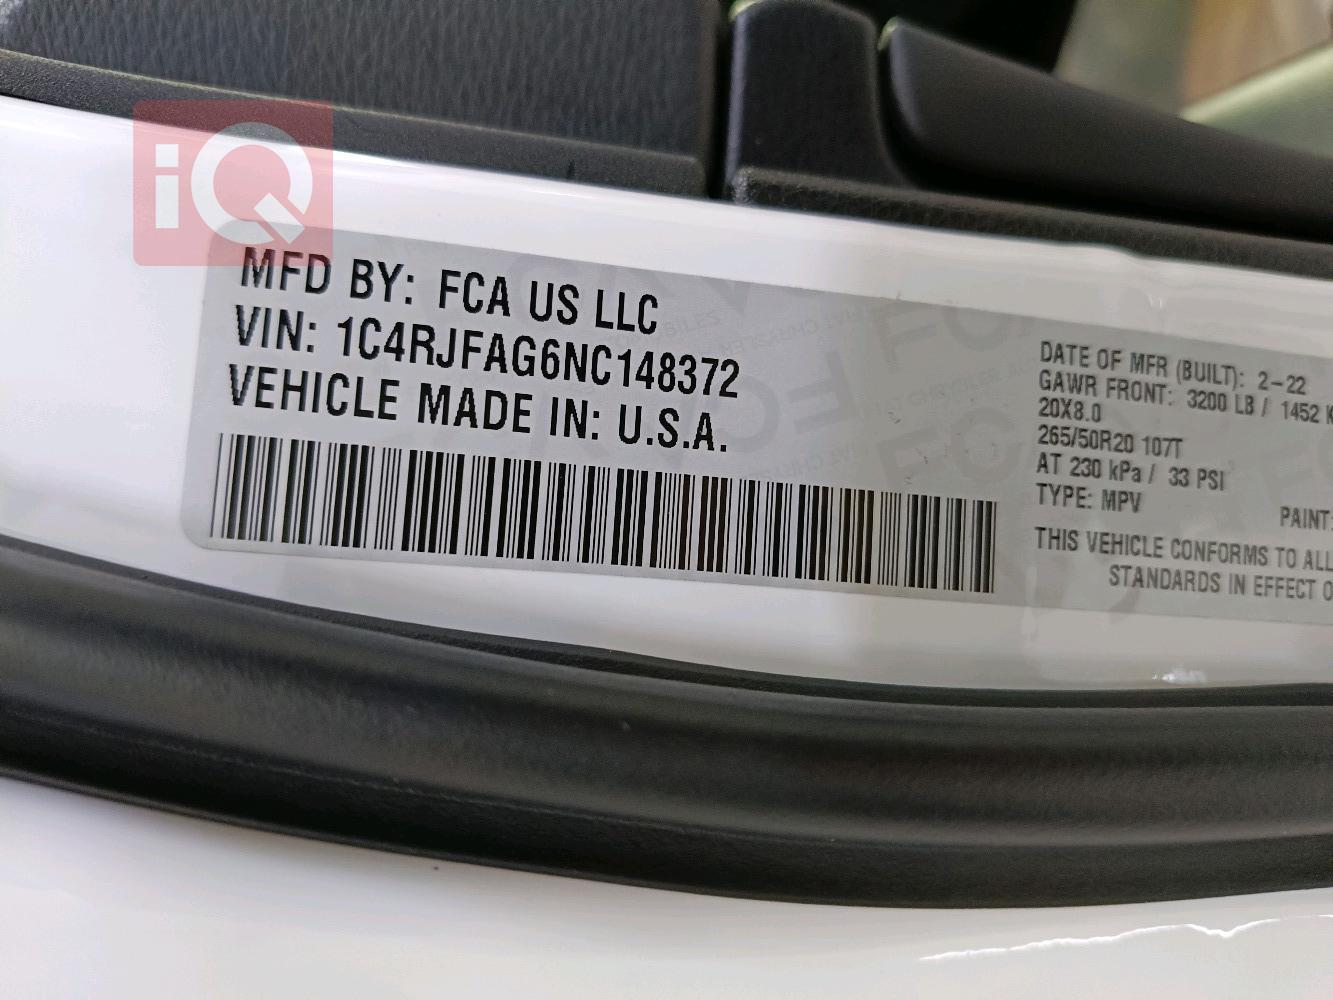 iQ
MFD BY: FCA US LLC
VIN: 1C4RJFAG6NC148372
VEHICLE MADE IN: U.S.A.
DATE OF MFR (BUILT): 2-22
GAWR FRONT: 3200 LB / 1452 K
20X8.0
265/50R20 107T
AT 230 kPa / 33 PSI
TYPE: MPV
PAINT:
THIS VEHICLE CONFORMS TO ALL
STANDARDS IN EFFECT O